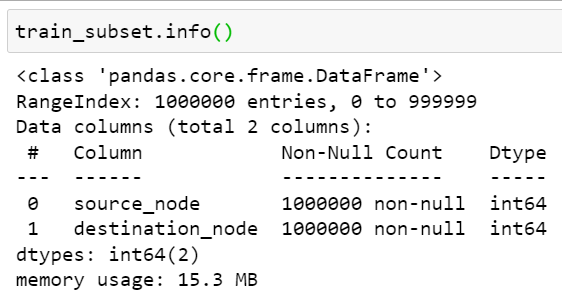 train_subset.info()
<class 'pandas.core.frame.DataFrame'>
RangeIndex: 1000000 entries, 0 to 999999
Data columns (total 2 columns):
 #   Column            Non-Null Count    Dtype
---  ------            --------------    -----
 0   source_node       1000000 non-null  int64
 1   destination_node  1000000 non-null  int64
dtypes: int64(2)
memory usage: 15.3 MB